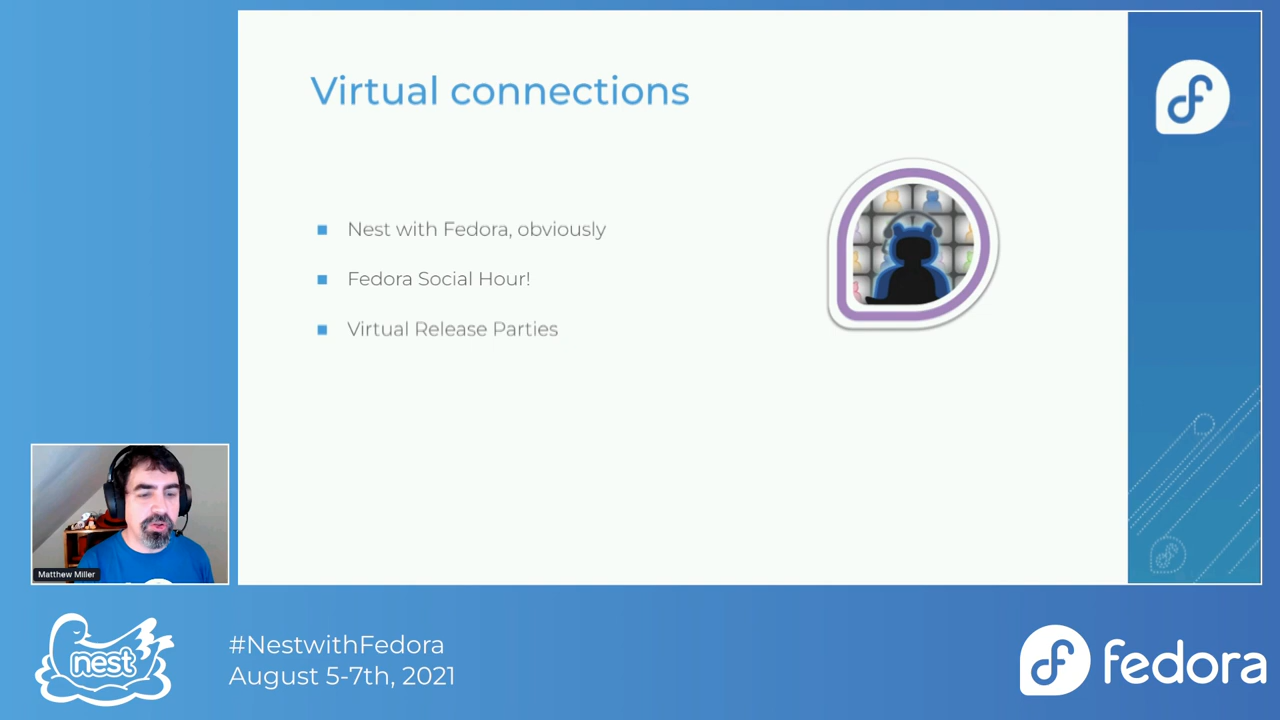 Virtual connections
Nest with Fedora, obviously
Fedora Social Hour!
Virtual Release Parties
Matthew Miller
nest
#NestwithFedora
August 5-7th, 2021
fedora